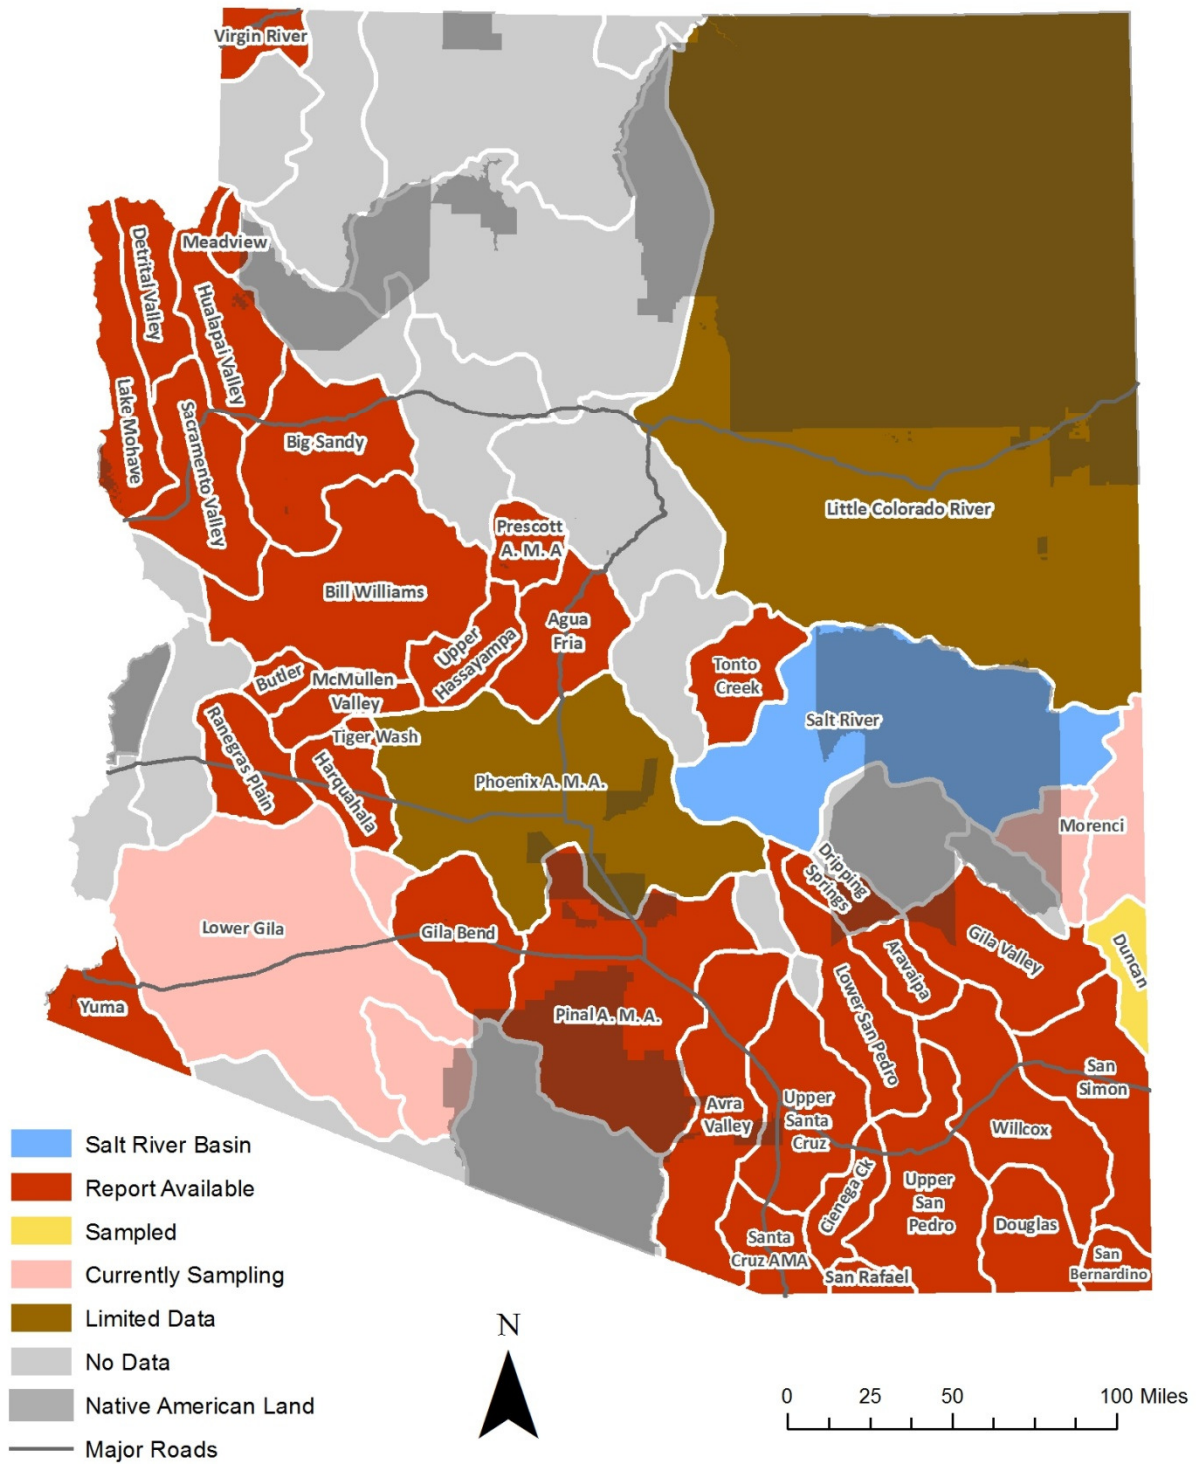 Virgin River
Meadview
Detrital Valley
Hualapai Valley
Lake Mohave
Sacramento Valley
Big Sandy
Little Colorado River
Prescott
A. M. A
Bill Williams
Agua
Fria
Upper
Hassayampa
Tonto
Creek
Butler
McMullen
Valley
Salt River
Ranegras Plain
Tiger Wash
Harquahala
Phoenix A. M. A.
Morenci
Dripping
Springs
Lower Gila
Gila Bend
Gila Valley
Duncan
Aravaipa
Yuma
Pinal A. M. A.
Lower San Pedro
San
Simon
Avra
Valley
Upper
Santa
Cruz
Willcox
Cienega Ck
Upper
San
Pedro
Douglas
Santa
Cruz AMA
San Rafael
San
Bernardino
Salt River Basin
Report Available
Sampled
Currently Sampling
Limited Data
No Data
Native American Land
Major Roads
N
0 25 50 100 Miles